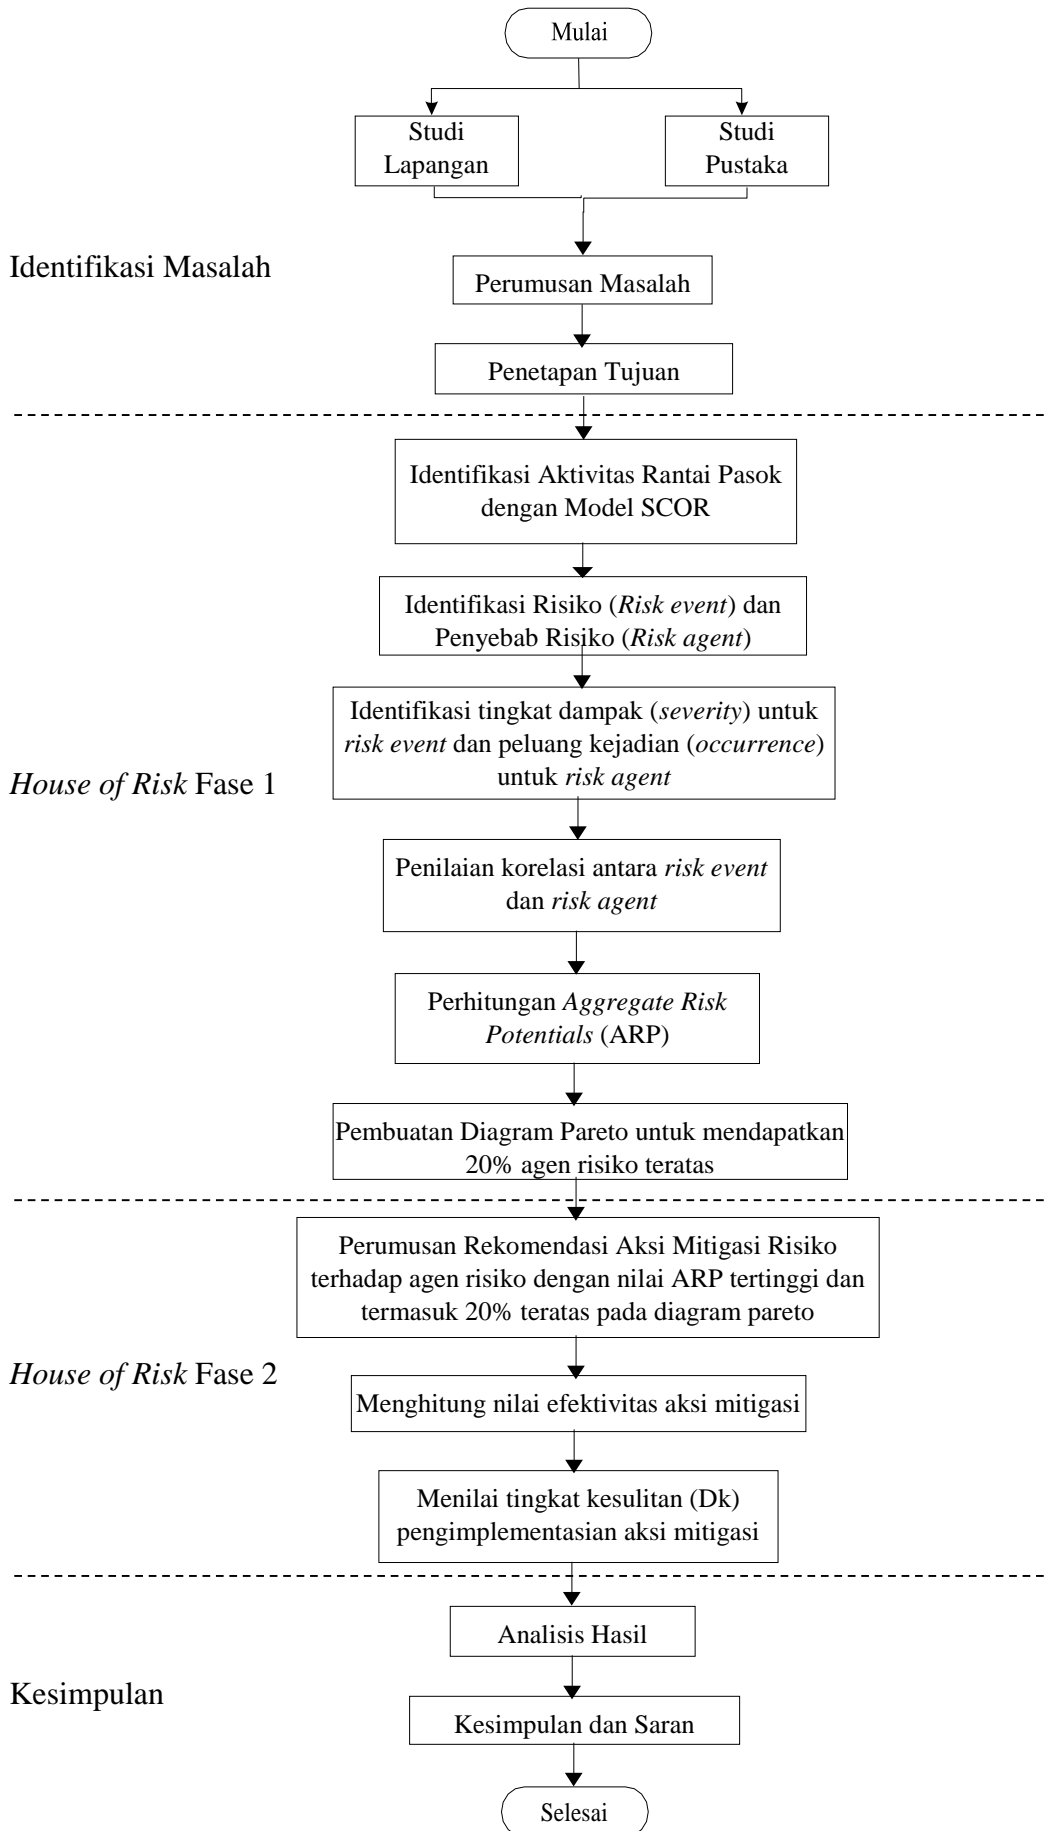 Mulai
Studi
Lapangan
Studi
Pustaka
Identifikasi Masalah
Perumusan Masalah
Penetapan Tujuan
Identifikasi Aktivitas Rantai Pasok
dengan Model SCOR
Identifikasi Risiko (Risk event) dan
Penyebab Risiko (Risk agent)
Identifikasi tingkat dampak (severity) untuk
risk event dan peluang kejadian (occurrence)
untuk risk agent
House of Risk Fase 1
Penilaian korelasi antara risk event
dan risk agent
Perhitungan Aggregate Risk
Potentials (ARP)
Pembuatan Diagram Pareto untuk mendapatkan
20% agen risiko teratas
Perumusan Rekomendasi Aksi Mitigasi Risiko
terhadap agen risiko dengan nilai ARP tertinggi dan
termasuk 20% teratas pada diagram pareto
House of Risk Fase 2
Menghitung nilai efektivitas aksi mitigasi
Menilai tingkat kesulitan (Dk)
pengimplementasian aksi mitigasi
Analisis Hasil
Kesimpulan
Kesimpulan dan Saran
Selesai